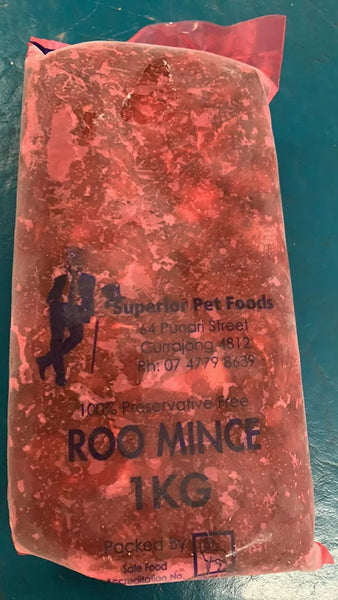 Superior Pet Foods
64 Punari Street
Currajong 4812
Ph: 07 4779 8639
100% Preservative Free
ROO MINCE
1KG
Packed By
Safe Food
Accreditation No.